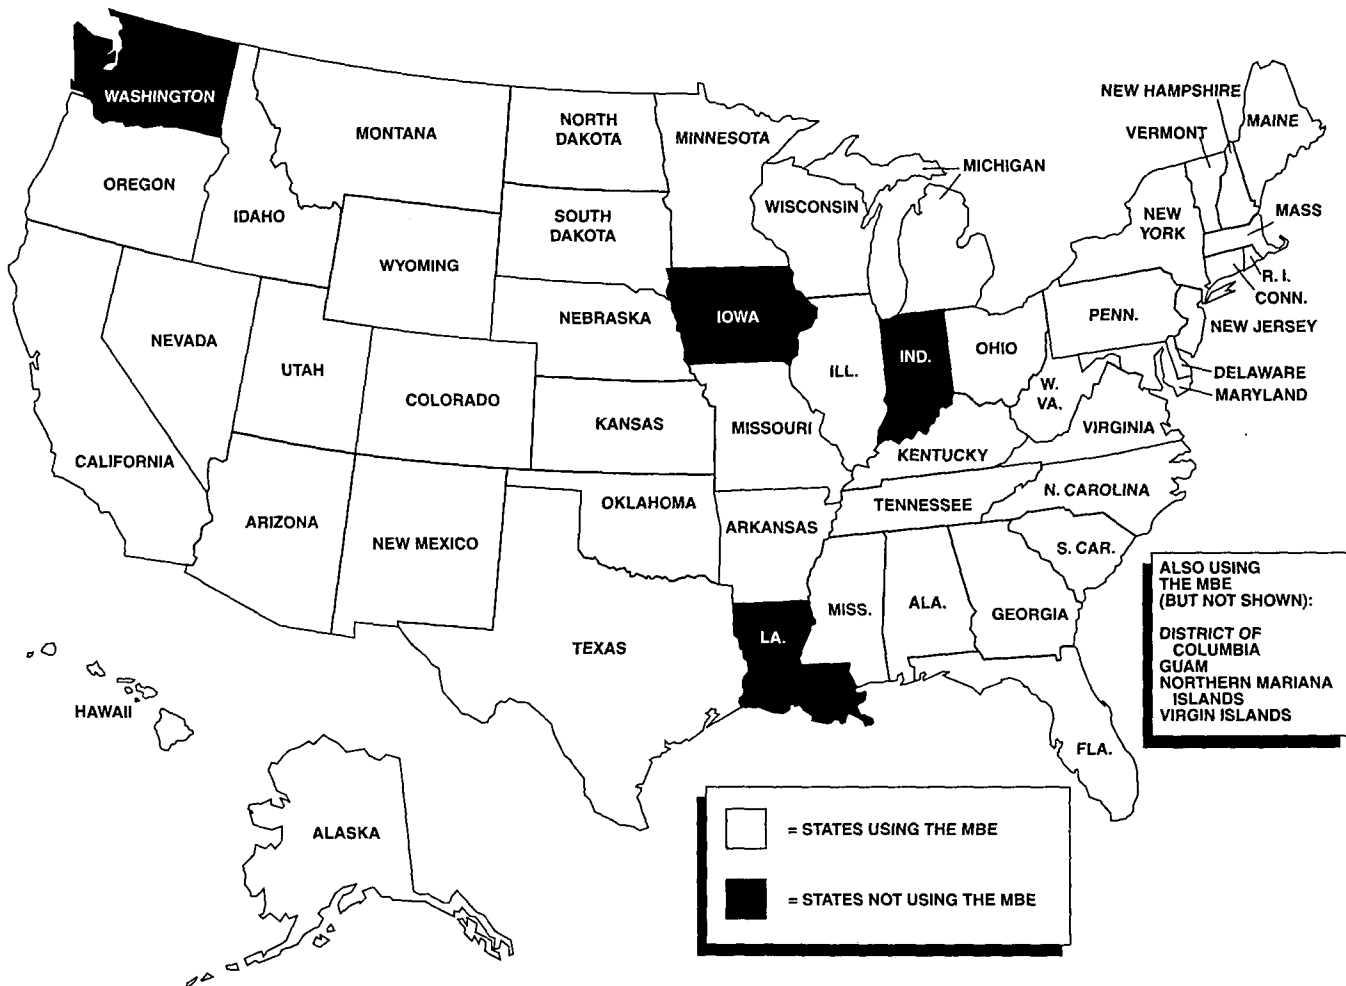 WASHINGTON
OREGON
CALIFORNIA
IDAHO
NEVADA
MONTANA
WYOMING
UTAH
ARIZONA
COLORADO
NEW MEXICO
NORTH
DAKOTA
SOUTH
DAKOTA
NEBRASKA
KANSAS
OKLAHOMA
TEXAS
MINNESOTA
IOWA
MISSOURI
ARKANSAS
LA.
WISCONSIN
ILL.
MICHIGAN
IND.
OHIO
KENTUCKY
TENNESSEE
MISS.
ALA.
GEORGIA
FLA.
S. CAR.
N. CAROLINA
VIRGINIA
W.
VA.
PENN.
NEW
YORK
VERMONT
NEW HAMPSHIRE
MAINE
MASS
R. I.
CONN.
NEW JERSEY
DELAWARE
MARYLAND
HAWAII
ALASKA
ALSO USING
THE MBE
(BUT NOT SHOWN):
DISTRICT OF
COLUMBIA
GUAM
NORTHERN MARIANA
ISLANDS
VIRGIN ISLANDS
= STATES USING THE MBE
= STATES NOT USING THE MBE